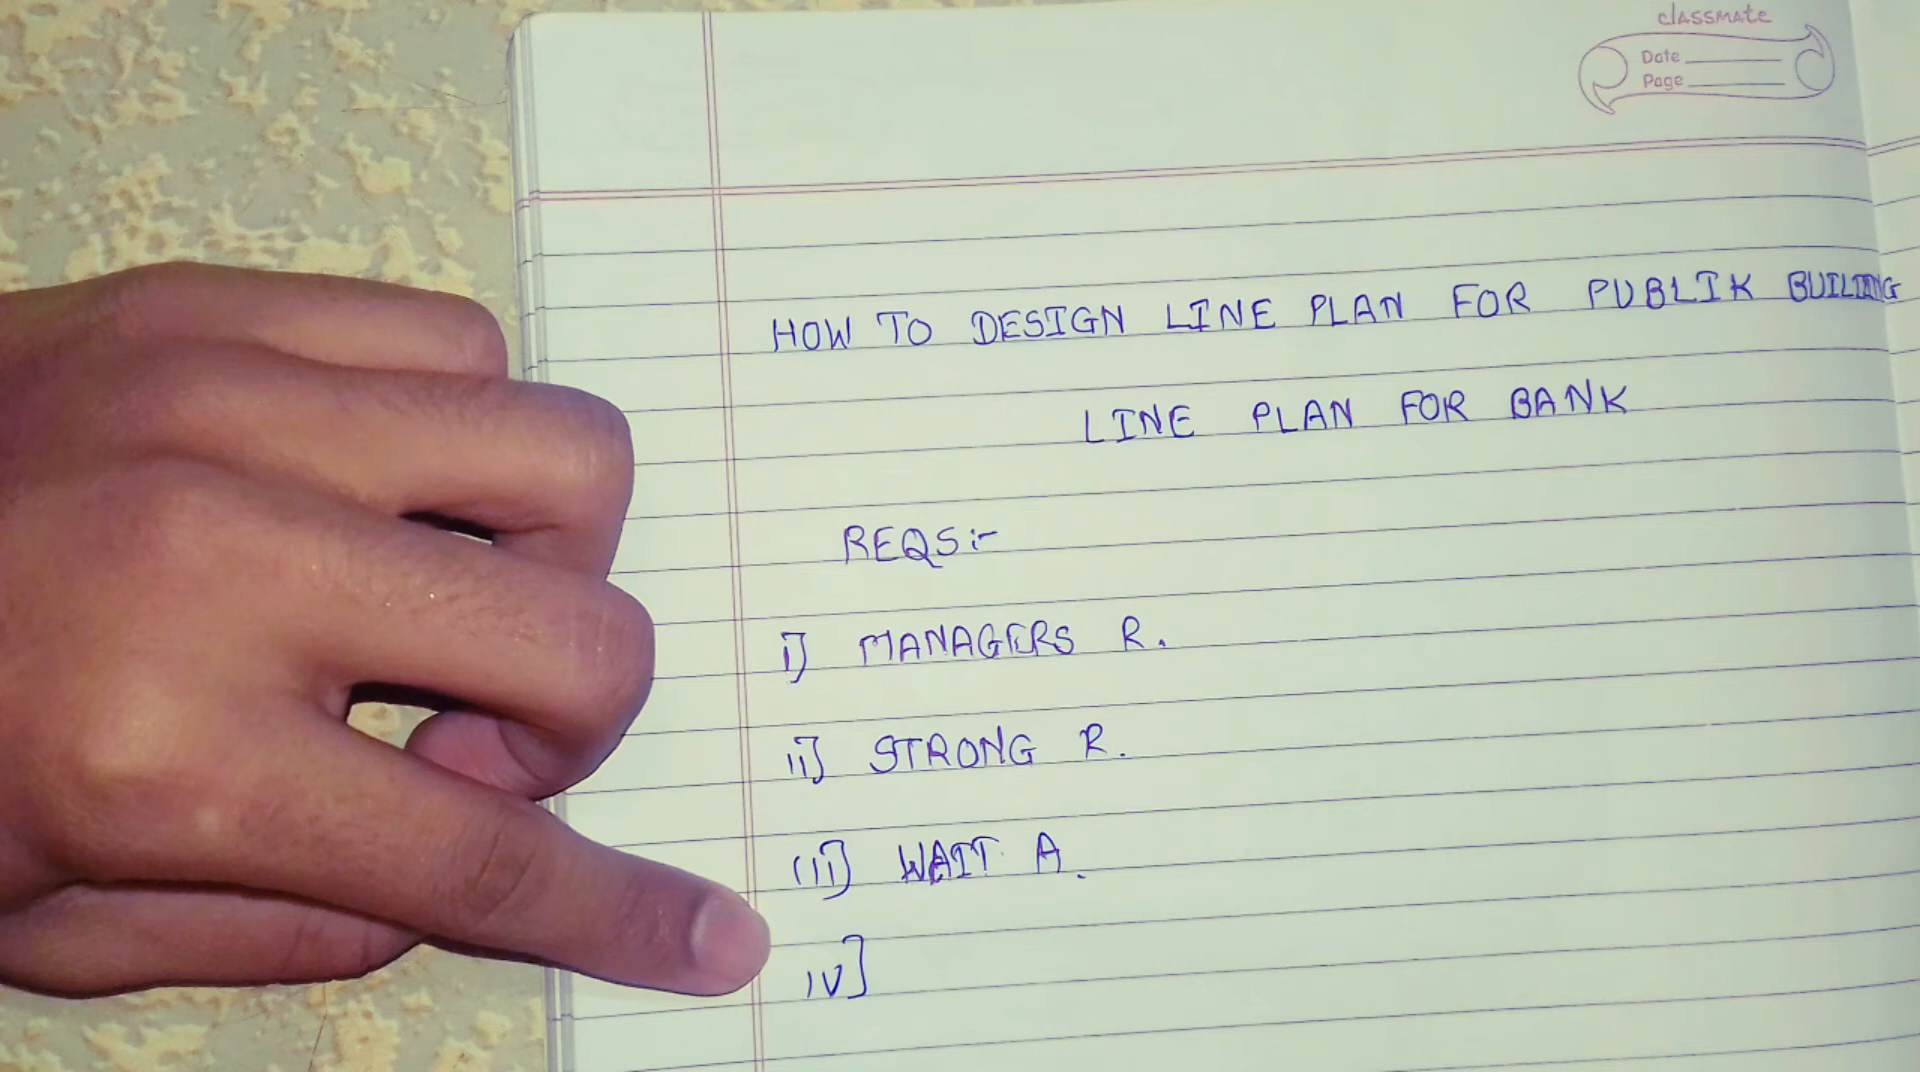 classmate
Date
Page
HOW TO DESIGN LINE PLAN FOR PUBLIK BUILDING
LINE PLAN FOR BANK
REQS:-
i] MANAGERS R.
ii] STRONG R.
iii] WAIT A.
iv]